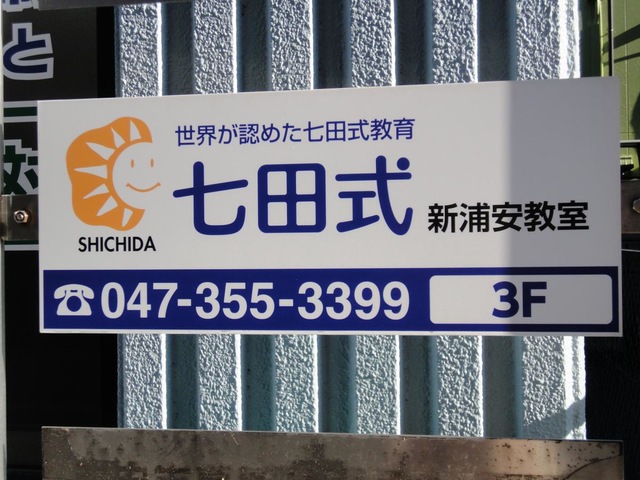 と
世界が認めた七田式教育
七田式 新浦安教室
SHICHIDA
☎047-355-3399 3F